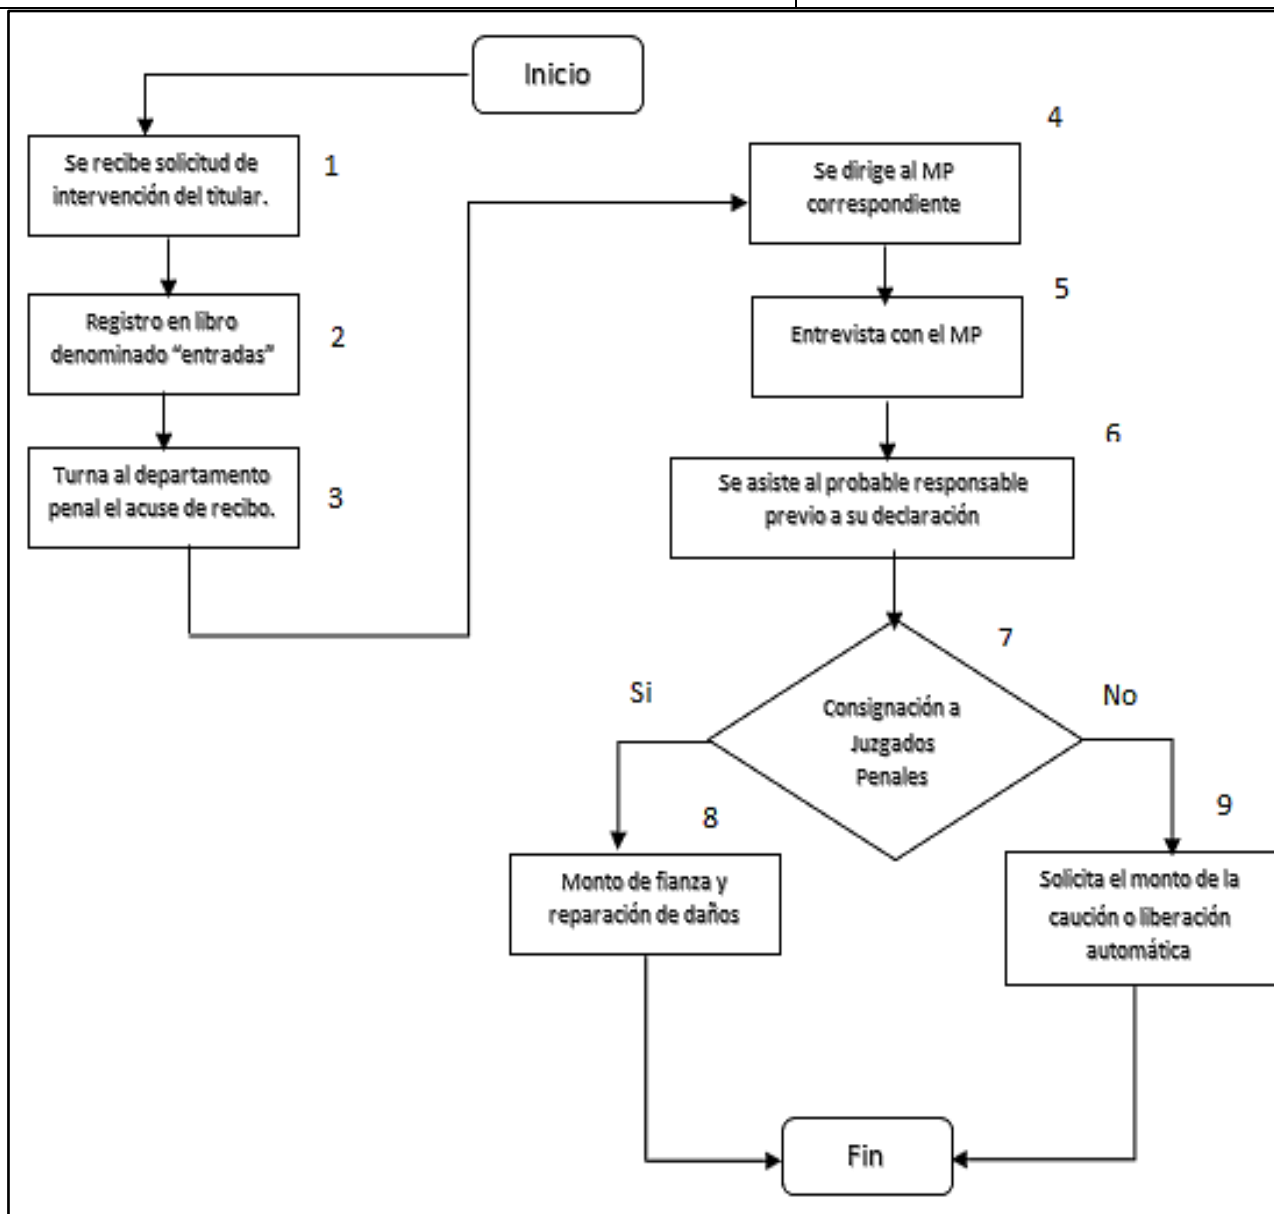 Inicio
Se recibe solicitud de
intervención del titular.
1
Registro en libro
denominado “entradas”
2
Turna al departamento
penal el acuse de recibo.
3
4
Se dirige al MP
correspondiente
5
Entrevista con el MP
6
Se asiste al probable responsable
previo a su declaración
7
Consignación a
Juzgados
Penales
Si
No
8
Monto de fianza y
reparación de daños
9
Solicita el monto de la
caución o liberación
automática
Fin